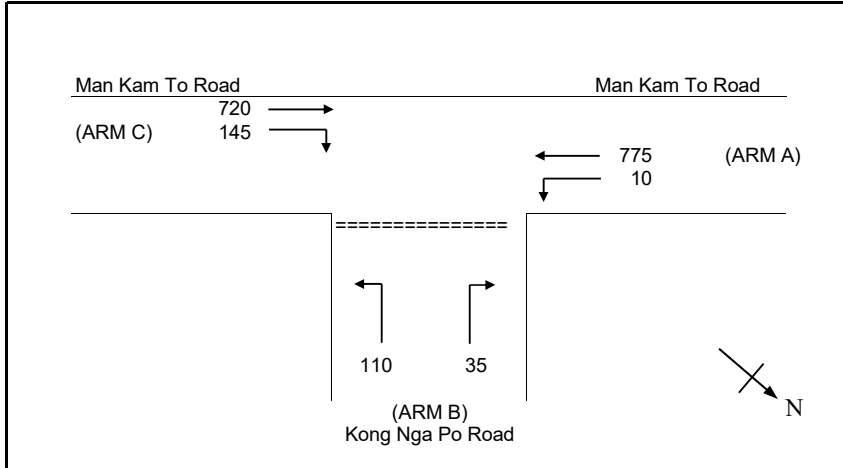 Man Kam To Road Man Kam To Road
720
(ARM C) 145
775 (ARM A)
10
110 35
(ARM B)
Kong Nga Po Road
N